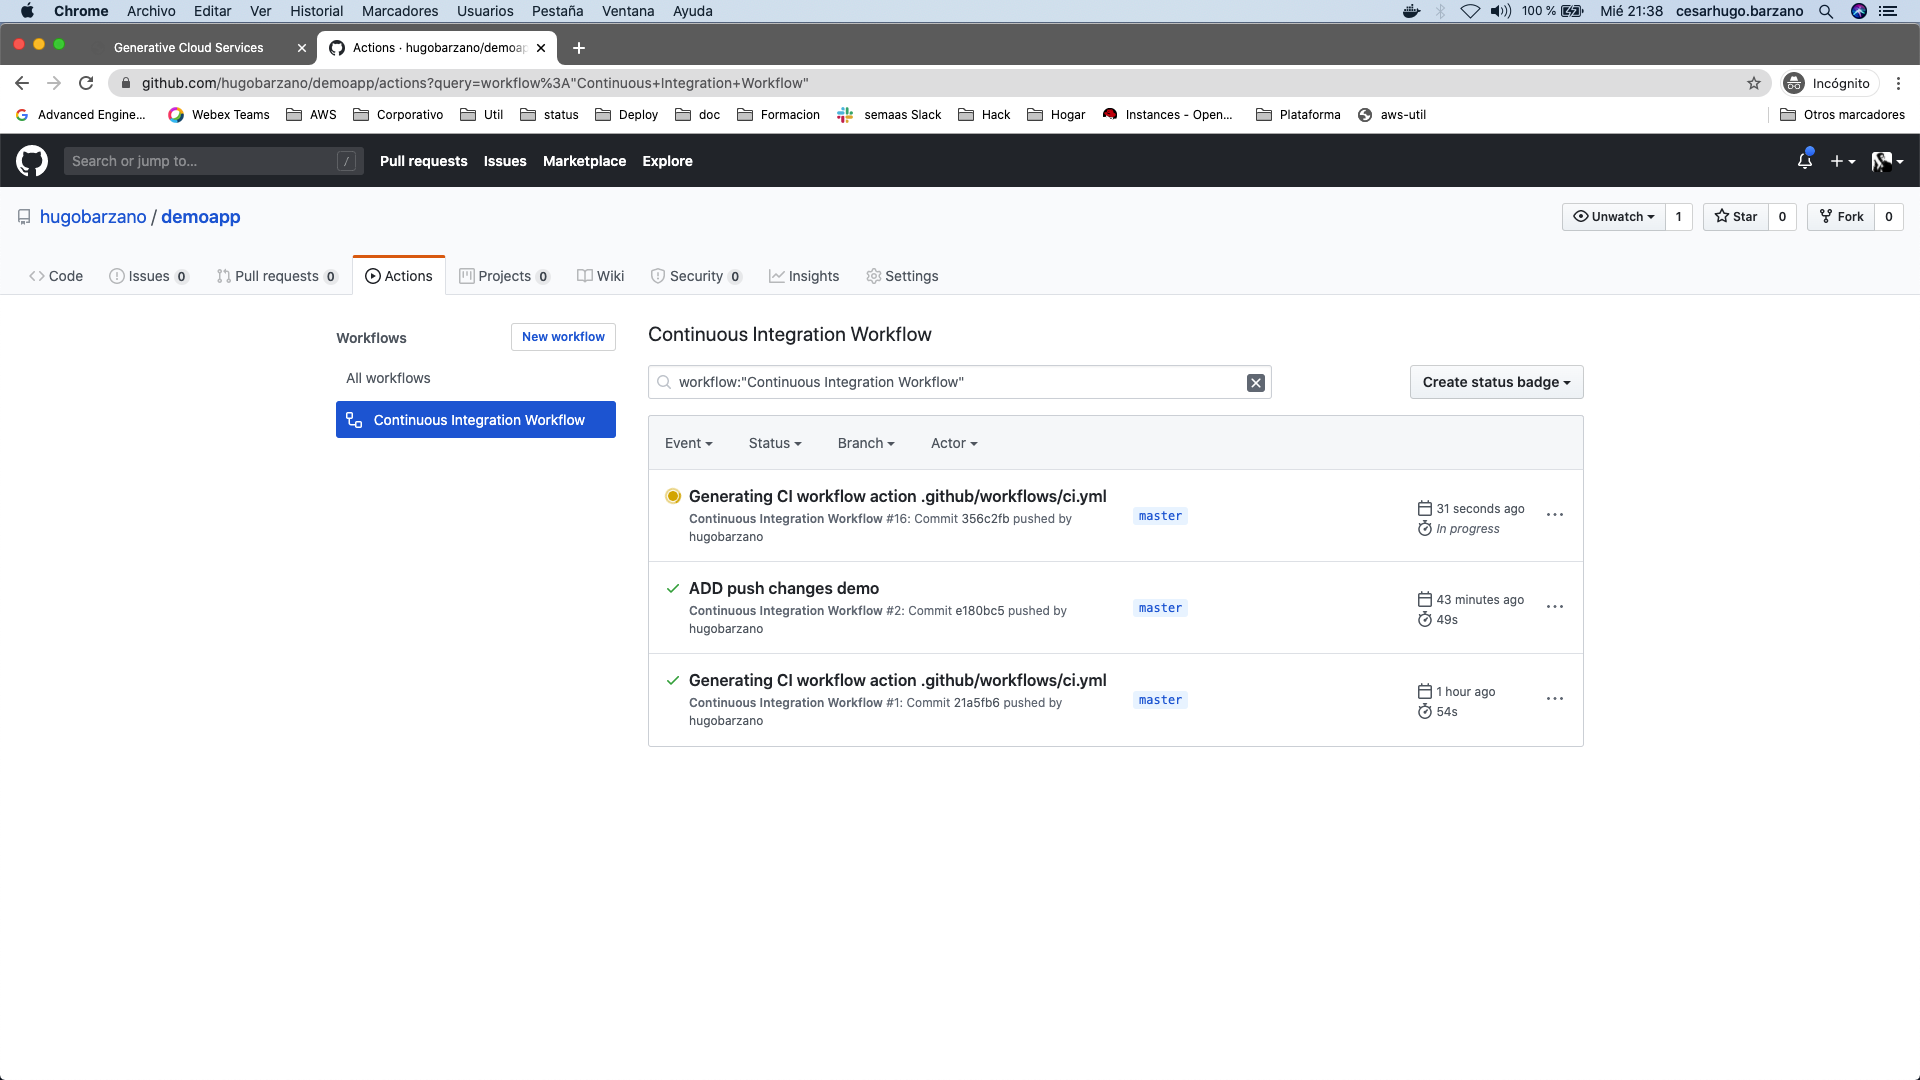 Chrome Archivo Editar Ver Historial Marcadores Usuarios Pestaña Ventana Ayuda 100 % Mié 21:38 cesarhugo.barzano
Generative Cloud Services Actions · hugobarzano/demoap
github.com/hugobarzano/demoapp/actions?query=workflow%3A"Continuous+Integration+Workflow" Incógnito
Advanced Engine... Webex Teams AWS Corporativo Util status Deploy doc Formacion semaas Slack Hack Hogar Instances - Open... Plataforma aws-util Otros marcadores
Search or jump to... / Pull requests Issues Marketplace Explore
hugobarzano / demoapp Unwatch 1 Star 0 Fork 0
Code Issues 0 Pull requests 0 Actions Projects 0 Wiki Security 0 Insights Settings
Workflows New workflow
All workflows
Continuous Integration Workflow
Continuous Integration Workflow
workflow:"Continuous Integration Workflow" Create status badge
Event Status Branch Actor
Generating CI workflow action .github/workflows/ci.yml
Continuous Integration Workflow #16: Commit 356c2fb pushed by
hugobarzano
master
31 seconds ago
In progress
ADD push changes demo
Continuous Integration Workflow #2: Commit e180bc5 pushed by
hugobarzano
master
43 minutes ago
49s
Generating CI workflow action .github/workflows/ci.yml
Continuous Integration Workflow #1: Commit 21a5fb6 pushed by
hugobarzano
master
1 hour ago
54s